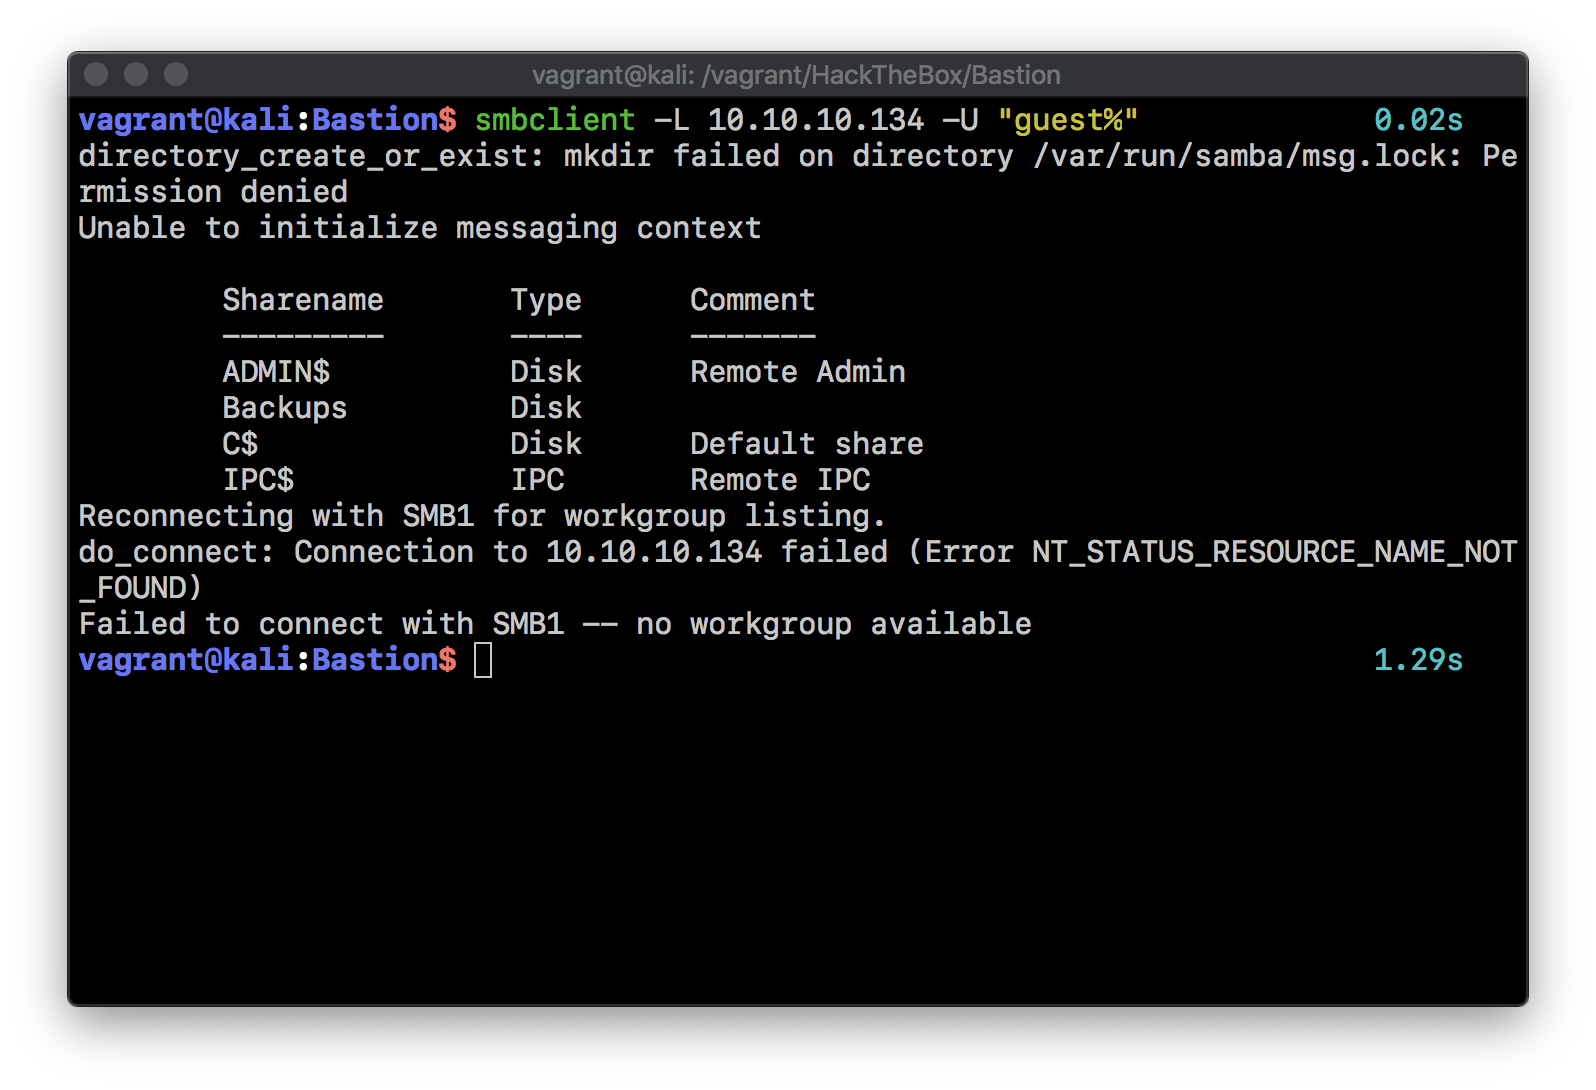 vagrant@kali: /vagrant/HackTheBox/Bastion
vagrant@kali:Bastion$ smbclient -L 10.10.10.134 -U "guest%" 0.02s
directory_create_or_exist: mkdir failed on directory /var/run/samba/msg.lock: Pe
rmission denied
Unable to initialize messaging context
Sharename Type Comment
--------- ---- -------
ADMIN$ Disk Remote Admin
Backups Disk
C$ Disk Default share
IPC$ IPC Remote IPC
Reconnecting with SMB1 for workgroup listing.
do_connect: Connection to 10.10.10.134 failed (Error NT_STATUS_RESOURCE_NAME_NOT
_FOUND)
Failed to connect with SMB1 -- no workgroup available
vagrant@kali:Bastion$ 1.29s